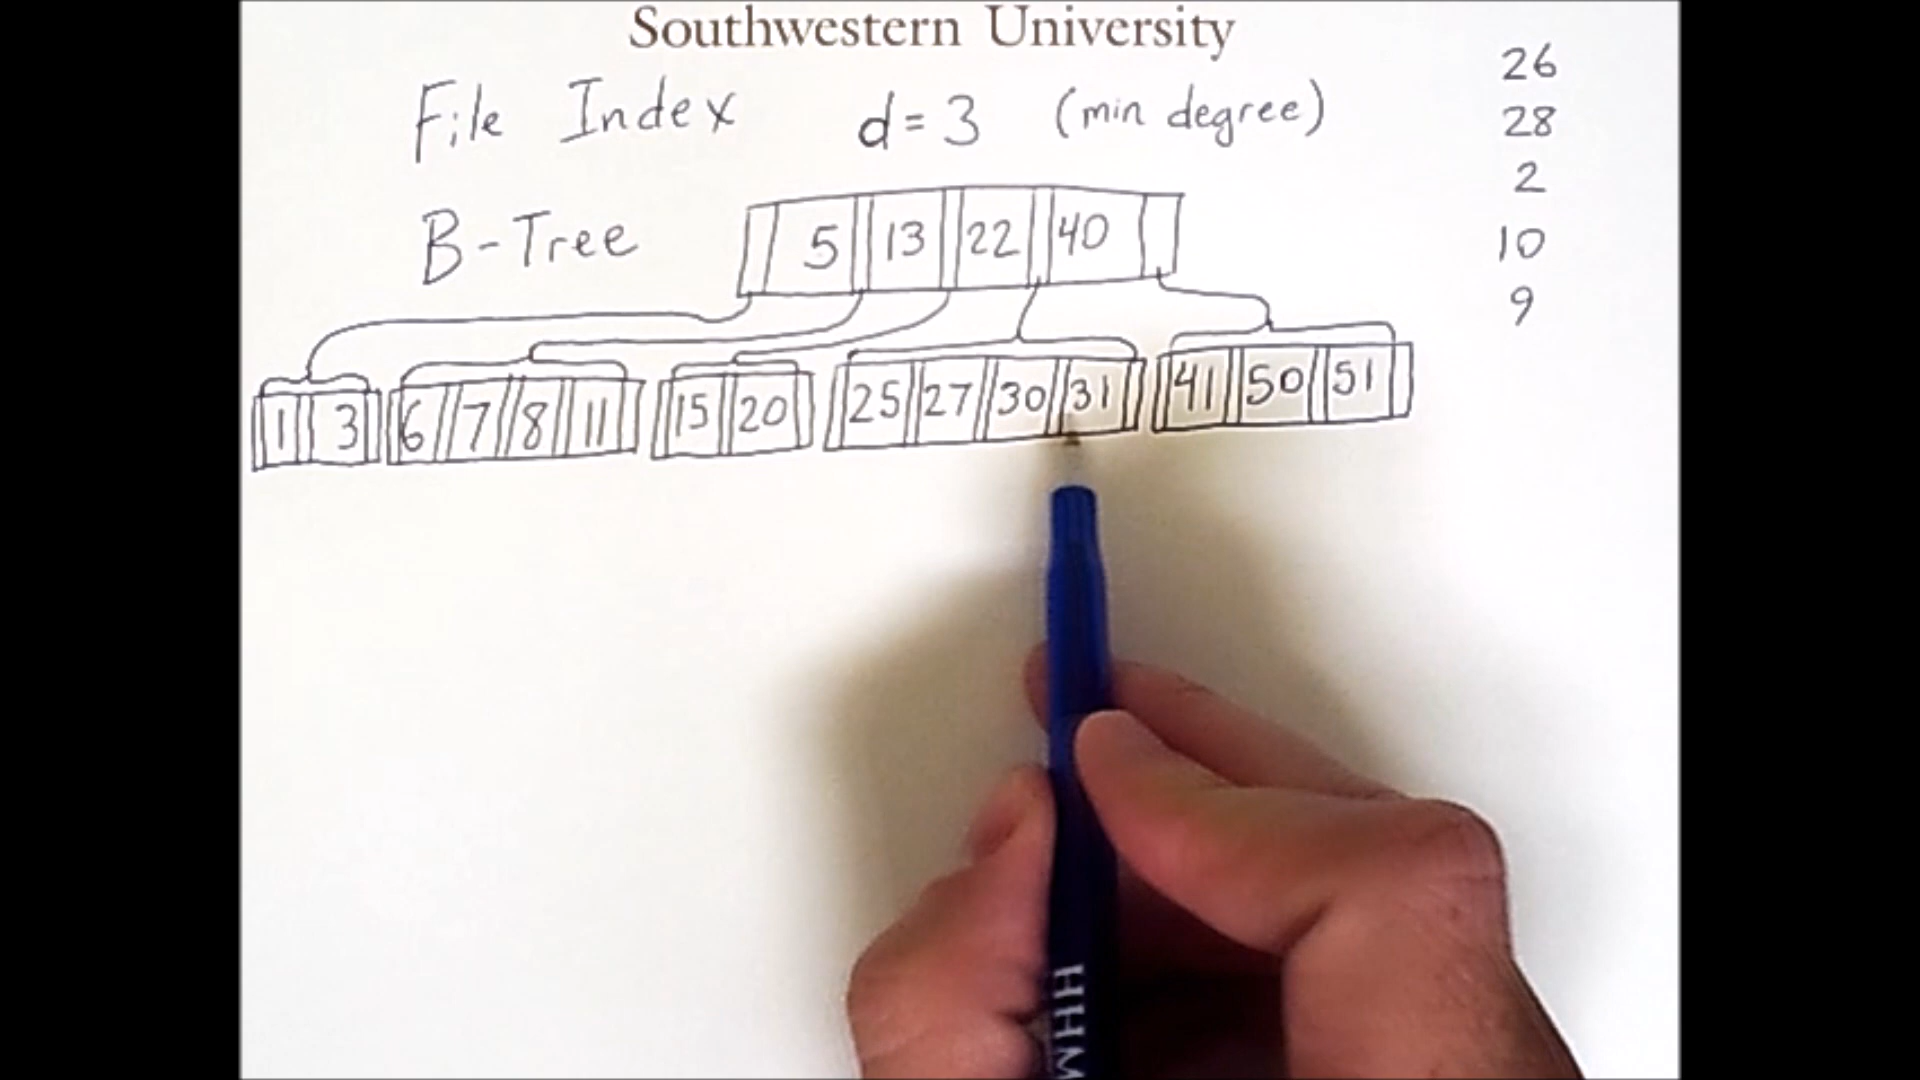 Southwestern University
File Index d = 3 (min degree)
B-Tree
5 13 22 40
1 3 6 7 8 11 15 20 25 27 30 31 41 50 51
26
28
2
10
9